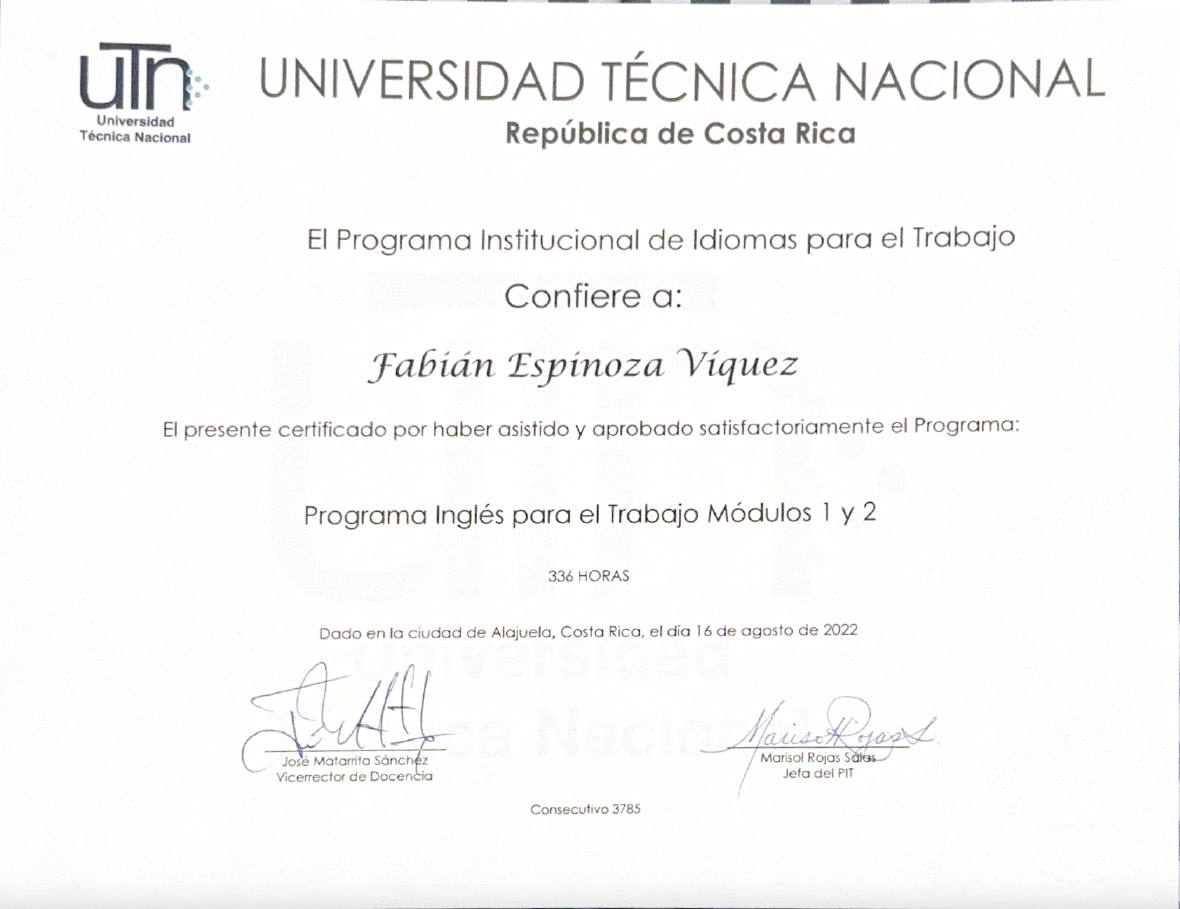 uTn
Universidad
Técnica Nacional
UNIVERSIDAD TÉCNICA NACIONAL
República de Costa Rica
El Programa Institucional de Idiomas para el Trabajo
Confiere a:
Fabián Espinoza Víquez
El presente certificado por haber asistido y aprobado satisfactoriamente el Programa:
Programa Inglés para el Trabajo Módulos 1 y 2
336 HORAS
Dado en la ciudad de Alajuela, Costa Rica, el día 16 de agosto de 2022
Universidad
Técnica Nacional
Marisol Rojas S.
José Matarrita Sánchez
Vicerrector de Docencia
Marisol Rojas Salas
Jefa del PIT
Consecutivo 3785